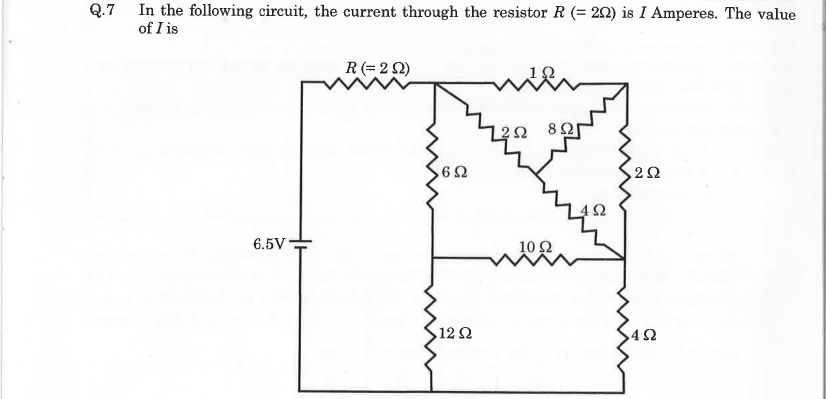 Q.7 In the following circuit, the current through the resistor R (= 2Ω) is I Amperes. The value
of I is
R (= 2 Ω)
1 Ω
2 Ω
8 Ω
6 Ω
2 Ω
4 Ω
6.5V
10 Ω
12 Ω
4 Ω